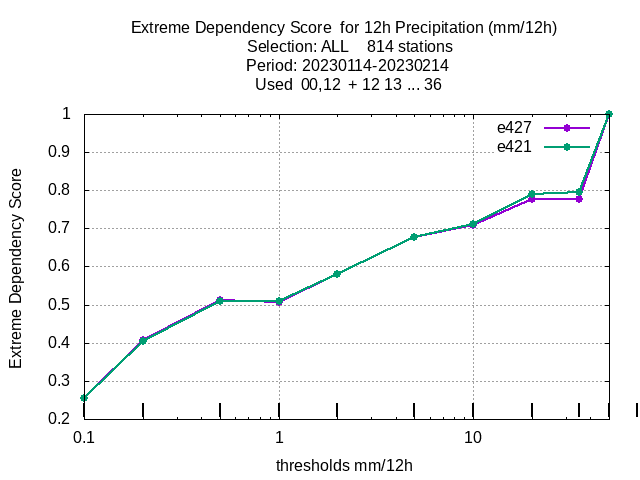 Extreme Dependency Score  for 12h Precipitation (mm/12h)
Selection: ALL    814 stations
Period: 20230114-20230214
Used  00,12  + 12 13 ... 36
e427
e421
1
0.9
0.8
0.7
0.6
0.5
0.4
0.3
0.2
Extreme Dependency Score
0.1 1 10
thresholds mm/12h